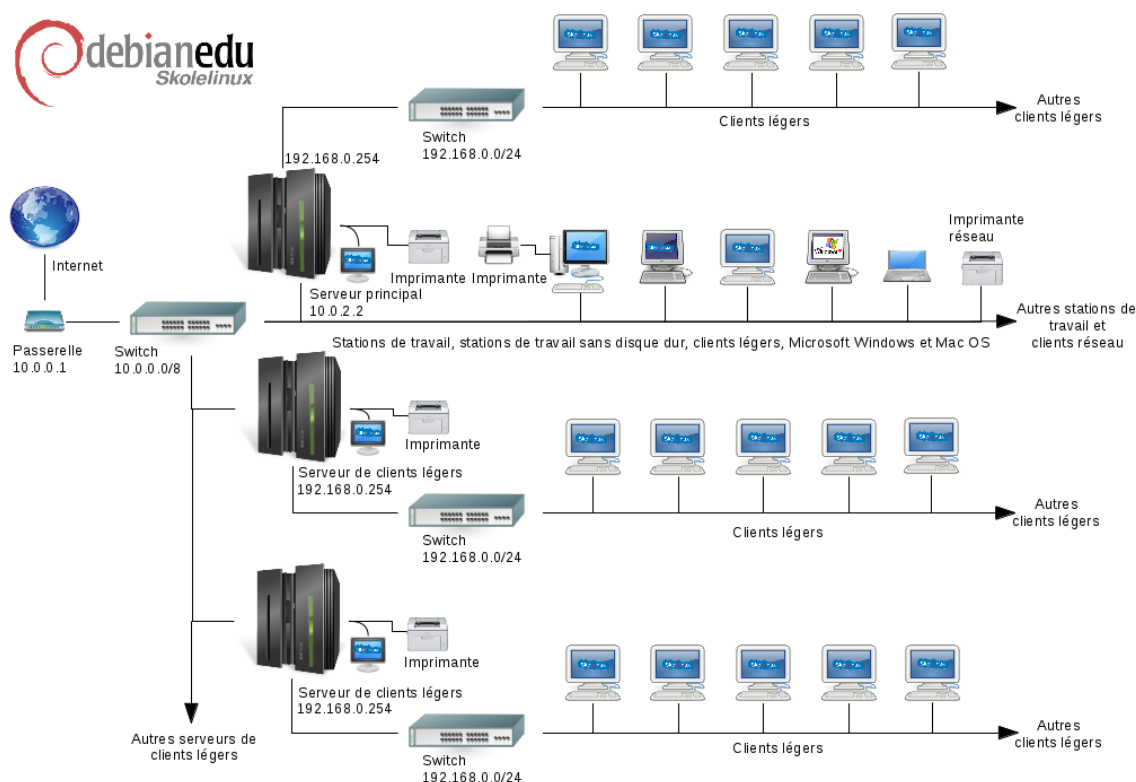 debianedu
Skolelinux
Switch
192.168.0.0/24
Clients légers
Autres
clients légers
192.168.0.254
Internet
Imprimante
Imprimante
Imprimante
réseau
Serveur principal
10.0.2.2
Passerelle
10.0.0.1
Switch
10.0.0.0/8
Stations de travail, stations de travail sans disque dur, clients légers, Microsoft Windows et Mac OS
Autres stations de
travail et
clients réseau
Imprimante
Serveur de clients légers
192.168.0.254
Switch
192.168.0.0/24
Clients légers
Autres
clients légers
Imprimante
Serveur de clients légers
192.168.0.254
Switch
192.168.0.0/24
Clients légers
Autres
clients légers
Autres serveurs de
clients légers